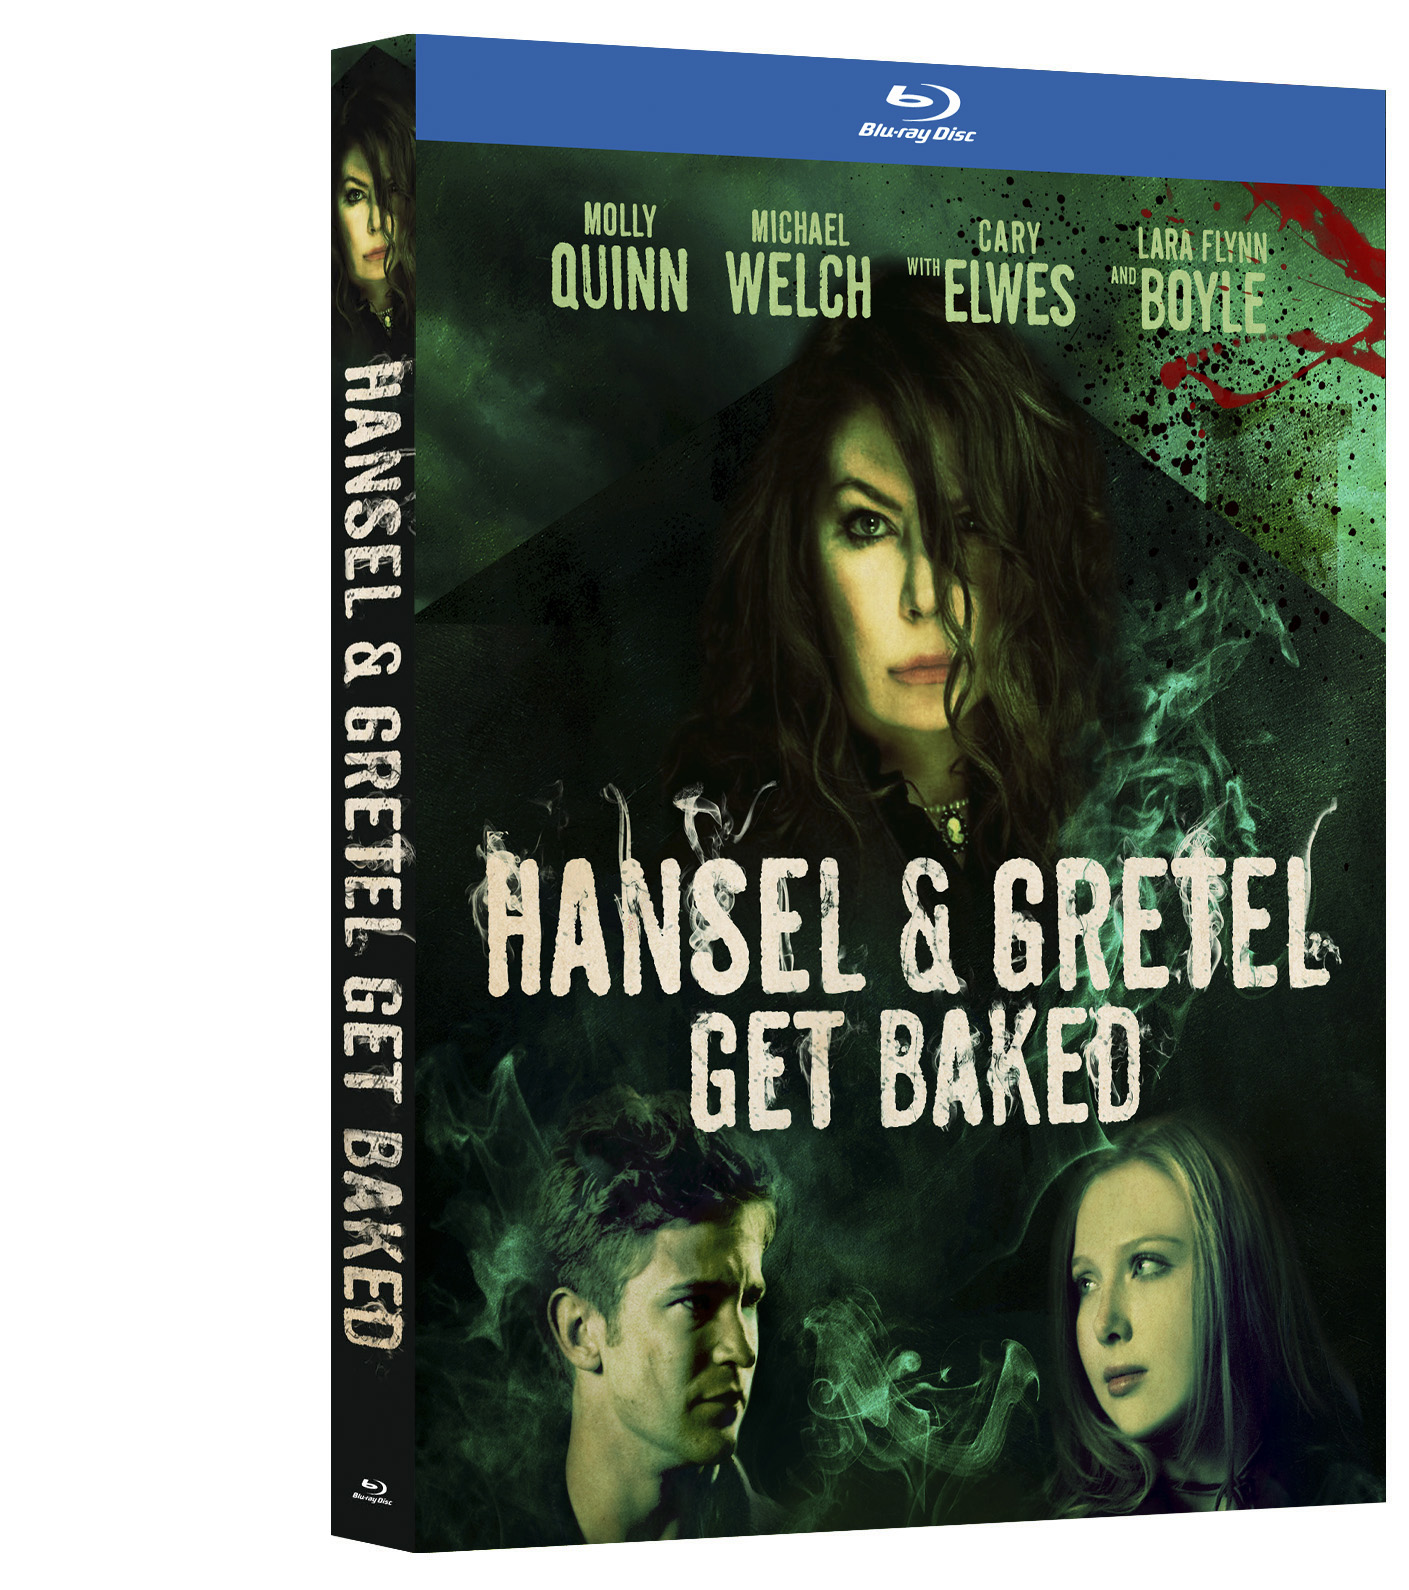 Blu-ray Disc
MOLLY
QUINN
MICHAEL
WELCH
CARY
WITH ELWES
LARA FLYNN
AND BOYLE
HANSEL & GRETEL
GET BAKED
HANSEL & GRETEL GET BAKED
Blu-ray Disc